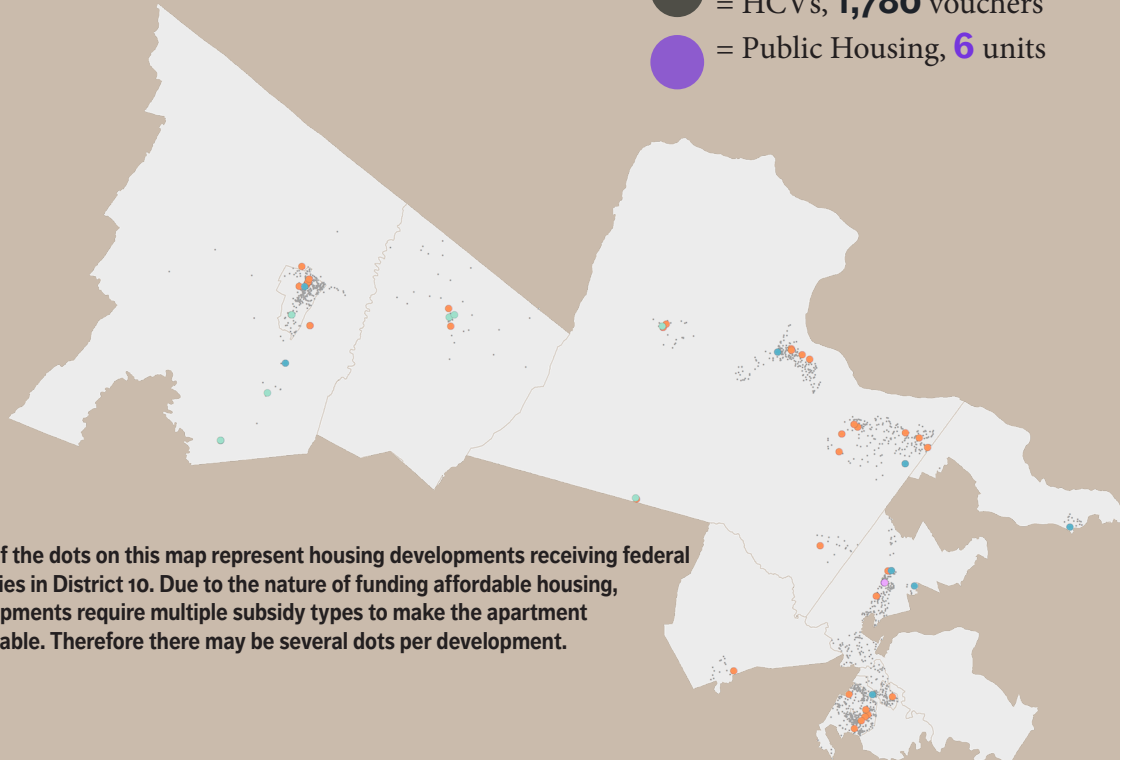 = HCVs, 1,780 vouchers
= Public Housing, 6 units
f the dots on this map represent housing developments receiving federal
ies in District 10. Due to the nature of funding affordable housing,
pments require multiple subsidy types to make the apartment
able. Therefore there may be several dots per development.